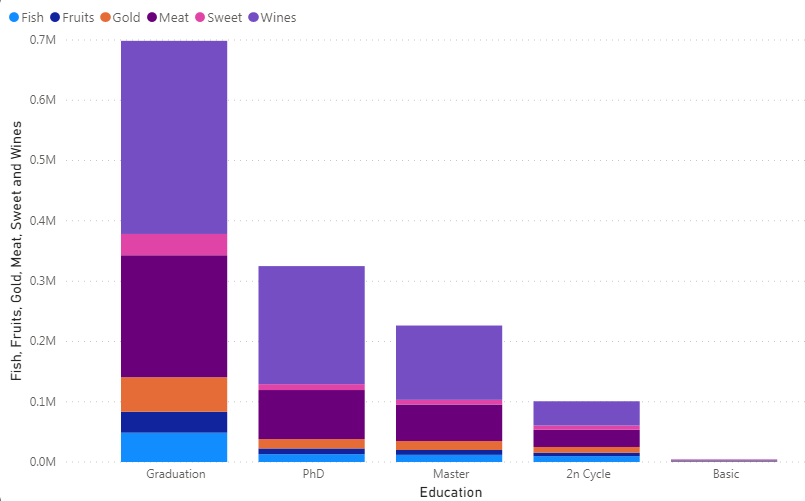 Fish Fruits Gold Meat Sweet Wines
0.7M
0.6M
0.5M
0.4M
0.3M
0.2M
0.1M
0.0M
Fish, Fruits, Gold, Meat, Sweet and Wines
Graduation PhD Master 2n Cycle Basic
Education